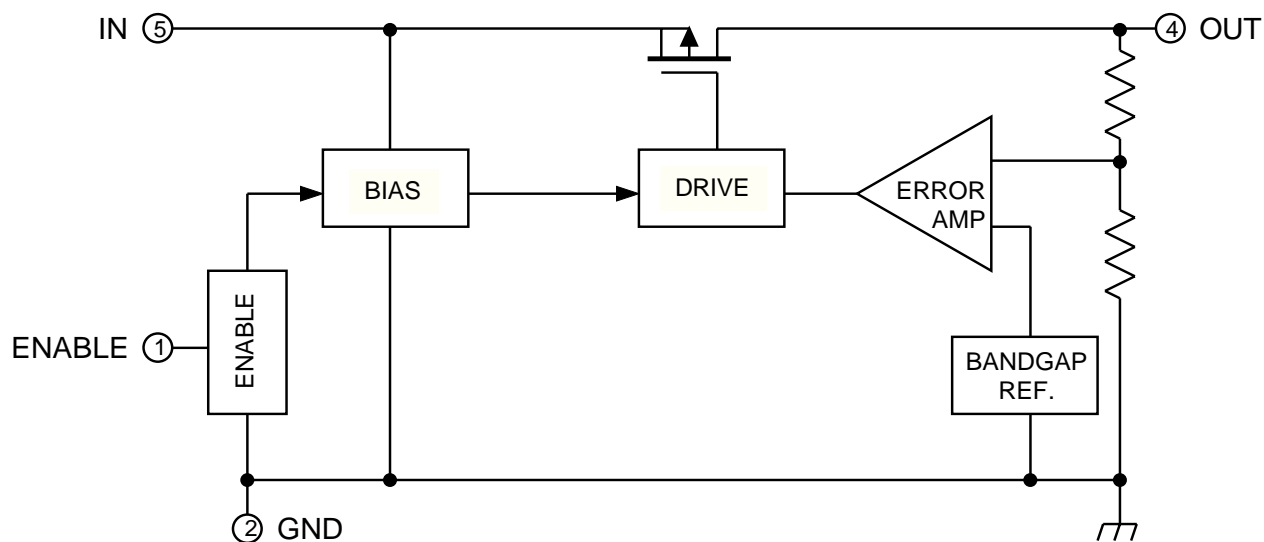 IN 5
4 OUT
BIAS
DRIVE
ERROR
AMP
ENABLE 1
ENABLE
BANDGAP
REF.
2 GND